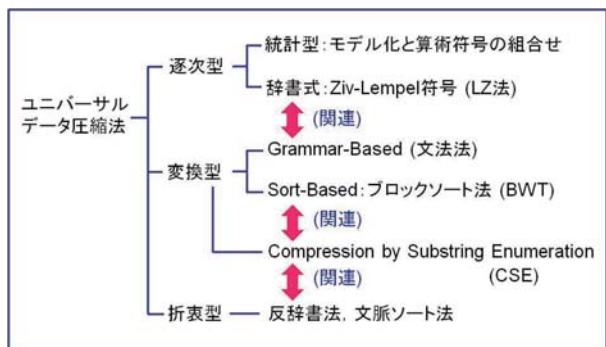 統計型：モデル化と算術符号の組合せ
逐次型
辞書式：Ziv-Lempel符号 (LZ法)
(関連)
ユニバーサル
データ圧縮法
Grammar-Based (文法法)
変換型
Sort-Based：ブロックソート法 (BWT)
(関連)
Compression by Substring Enumeration
(CSE)
(関連)
折衷型
反辞書法，文脈ソート法